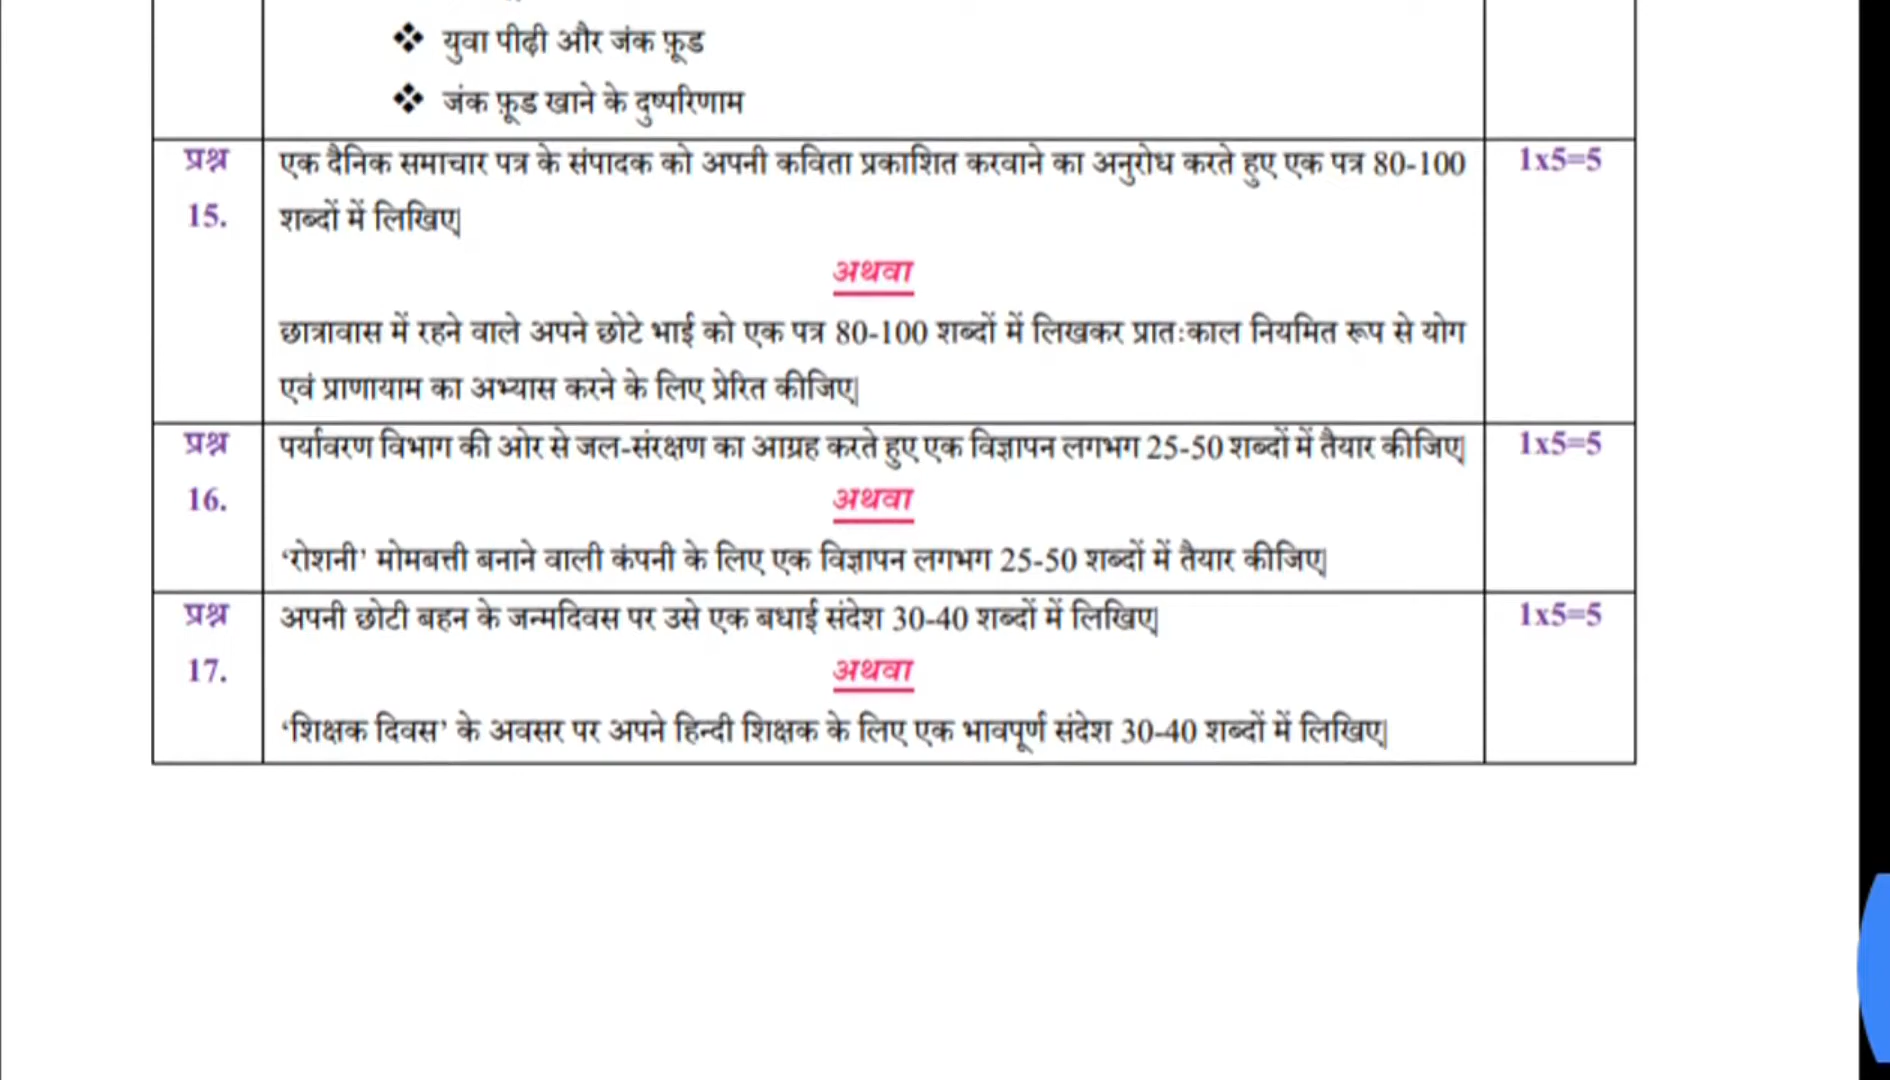 ❖ युवा पीढ़ी और जंक फ़ूड
❖ जंक फ़ूड खाने के दुष्परिणाम
प्रश्न 15.
एक दैनिक समाचार पत्र के संपादक को अपनी कविता प्रकाशित करवाने का अनुरोध करते हुए एक पत्र 80-100
शब्दों में लिखिए|
अथवा
छात्रावास में रहने वाले अपने छोटे भाई को एक पत्र 80-100 शब्दों में लिखकर प्रातःकाल नियमित रूप से योग
एवं प्राणायाम का अभ्यास करने के लिए प्रेरित कीजिए|
1x5=5
प्रश्न 16.
पर्यावरण विभाग की ओर से जल-संरक्षण का आग्रह करते हुए एक विज्ञापन लगभग 25-50 शब्दों में तैयार कीजिए|
अथवा
‘रोशनी’ मोमबत्ती बनाने वाली कंपनी के लिए एक विज्ञापन लगभग 25-50 शब्दों में तैयार कीजिए|
1x5=5
प्रश्न 17.
अपनी छोटी बहन के जन्मदिवस पर उसे एक बधाई संदेश 30-40 शब्दों में लिखिए|
अथवा
‘शिक्षक दिवस’ के अवसर पर अपने हिन्दी शिक्षक के लिए एक भावपूर्ण संदेश 30-40 शब्दों में लिखिए|
1x5=5